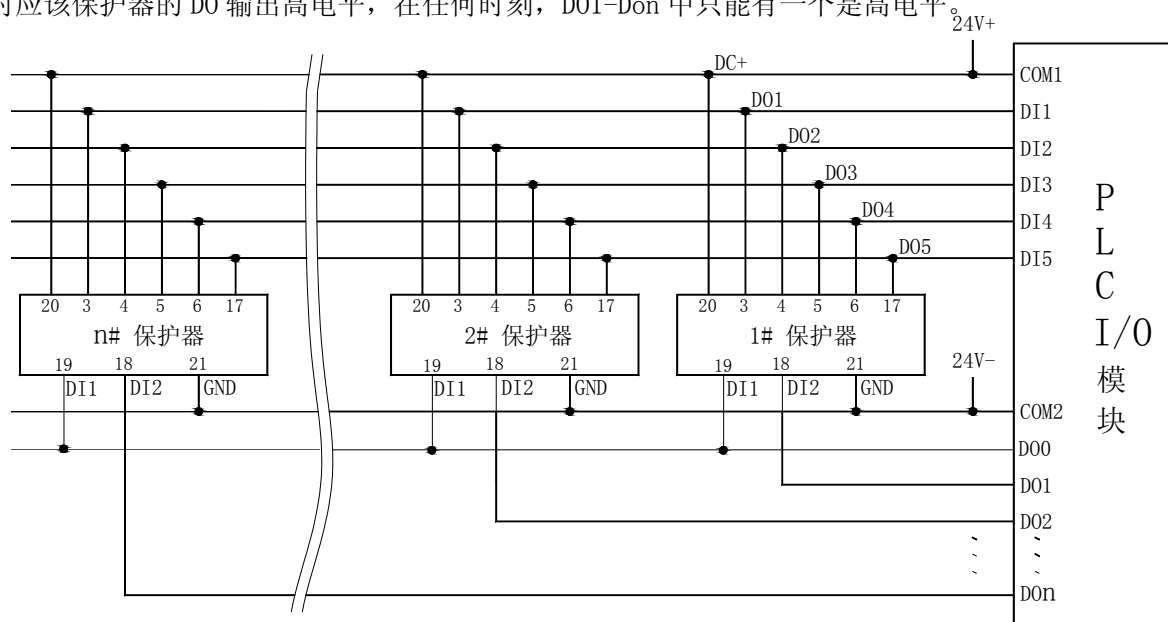 对应该保护器的 DO 输出高电平，在任何时刻，DO1-Don 中只能有一个是高电平。
24V+
DC+
COM1
DO1
DI1
DO2
DI2
DO3
DI3
DO4
DI4
DO5
DI5
PLC I/O 模块
20 3 4 5 6 17
20 3 4 5 6 17
20 3 4 5 6 17
n# 保护器
2# 保护器
1# 保护器
19 18 21
19 18 21
19 18 21
24V-
DI1 DI2 GND
DI1 DI2 GND
DI1 DI2 GND
COM2
DO0
DO1
DO2
DOn